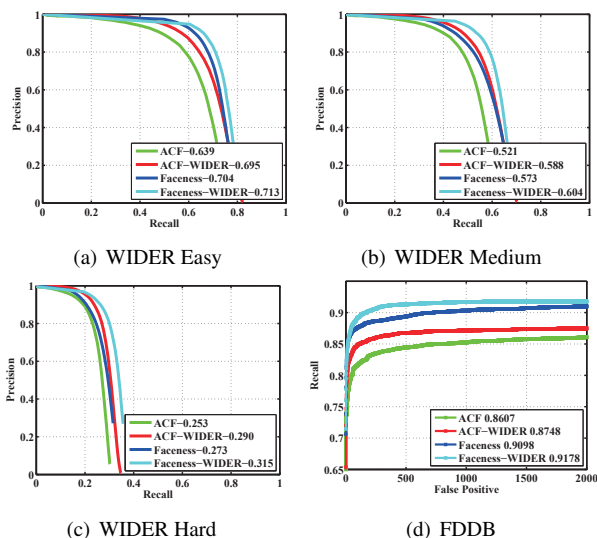 1
0.8
0.6
0.4
0.2
0
Precision
0
0.2
0.4
0.6
0.8
1
Recall
ACF−0.639
ACF−WIDER−0.695
Faceness−0.704
Faceness−WIDER−0.713
(a) WIDER Easy
1
0.8
0.6
0.4
0.2
0
Precision
0
0.2
0.4
0.6
0.8
1
Recall
ACF−0.521
ACF−WIDER−0.588
Faceness−0.573
Faceness−WIDER−0.604
(b) WIDER Medium
1
0.8
0.6
0.4
0.2
0
Precision
0
0.2
0.4
0.6
0.8
1
Recall
ACF−0.253
ACF−WIDER−0.290
Faceness−0.273
Faceness−WIDER−0.315
(c) WIDER Hard
0.9
0.85
0.8
0.75
0.7
0.65
Recall
0
500
1000
1500
2000
False Positive
ACF 0.8607
ACF−WIDER 0.8748
Faceness 0.9098
Faceness−WIDER 0.9178
(d) FDDB